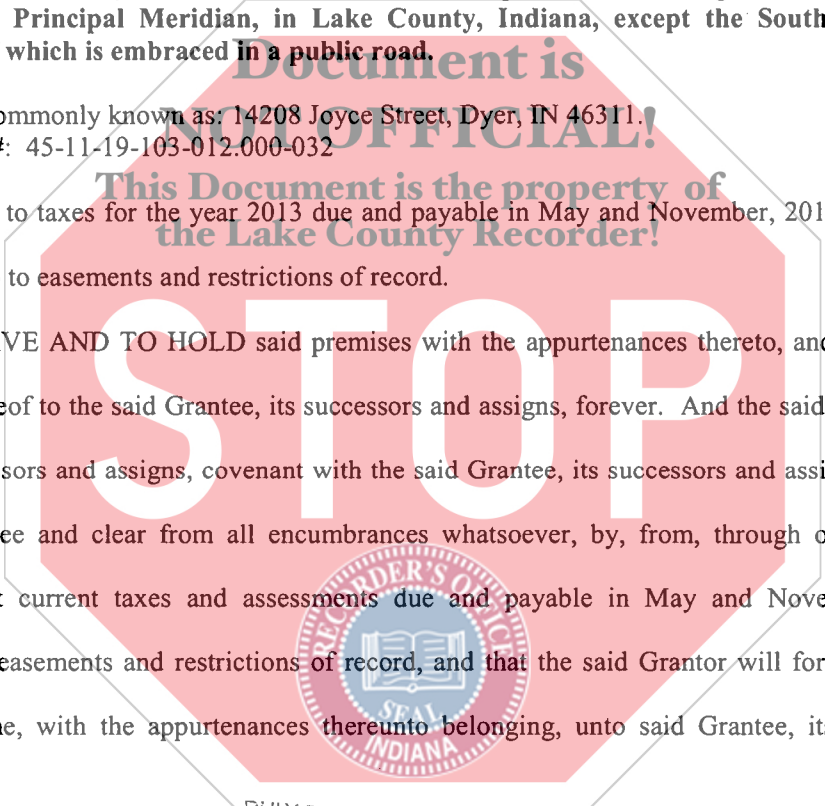 Principal Meridian, in Lake County, Indiana, except the South
which is embraced in a public road.
Document is
ommonly known as: 14208 Joyce Street, Dyer, IN 46311.
NOT OFFICIAL!
#: 45-11-19-103-012.000-032
This Document is the property of
to taxes for the year 2013 due and payable in May and November, 201
the Lake County Recorder!
to easements and restrictions of record.
VE AND TO HOLD said premises with the appurtenances thereto, and
eof to the said Grantee, its successors and assigns, forever. And the said
STOP
sors and assigns, covenant with the said Grantee, its successors and assi
ee and clear from all encumbrances whatsoever, by, from, through o
RECORDER'S OFFICE
t current taxes and assessments due and payable in May and Nove
easements and restrictions of record, and that the said Grantor will for
SEAL
ne, with the appurtenances thereunto belonging, unto said Grantee, it
INDIANA